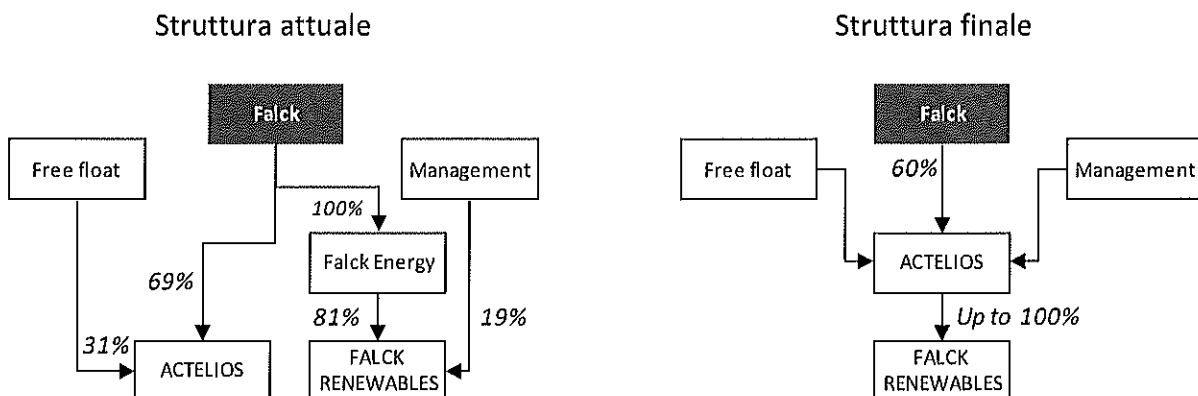 Struttura attuale
Falck
Free float
Management
100%
Falck Energy
69%
81%
19%
31%
ACTELIOS
FALCK
RENEWABLES
Struttura finale
Falck
Free float
60%
Management
ACTELIOS
Up to 100%
FALCK
RENEWABLES